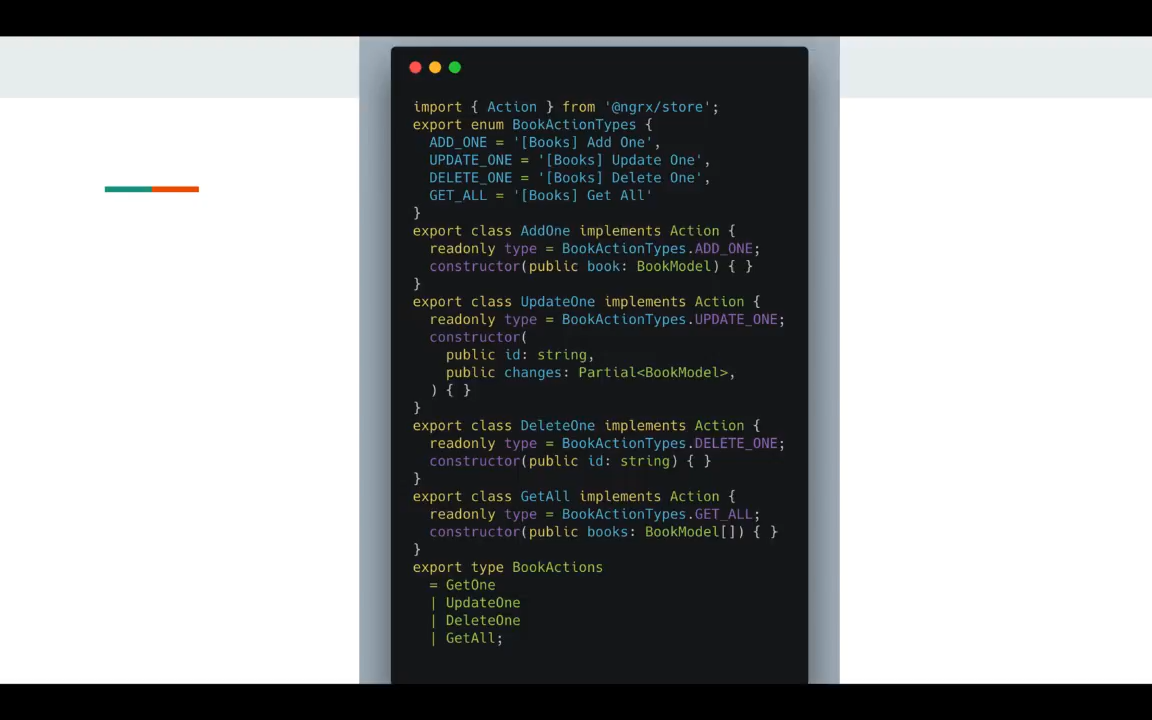 import { Action } from '@ngrx/store';
export enum BookActionTypes {
  ADD_ONE = '[Books] Add One',
  UPDATE_ONE = '[Books] Update One',
  DELETE_ONE = '[Books] Delete One',
  GET_ALL = '[Books] Get All'
}
export class AddOne implements Action {
  readonly type = BookActionTypes.ADD_ONE;
  constructor(public book: BookModel) { }
}
export class UpdateOne implements Action {
  readonly type = BookActionTypes.UPDATE_ONE;
  constructor(
    public id: string,
    public changes: Partial<BookModel>,
  ) { }
}
export class DeleteOne implements Action {
  readonly type = BookActionTypes.DELETE_ONE;
  constructor(public id: string) { }
}
export class GetAll implements Action {
  readonly type = BookActionTypes.GET_ALL;
  constructor(public books: BookModel[]) { }
}
export type BookActions
  = GetOne
  | UpdateOne
  | DeleteOne
  | GetAll;